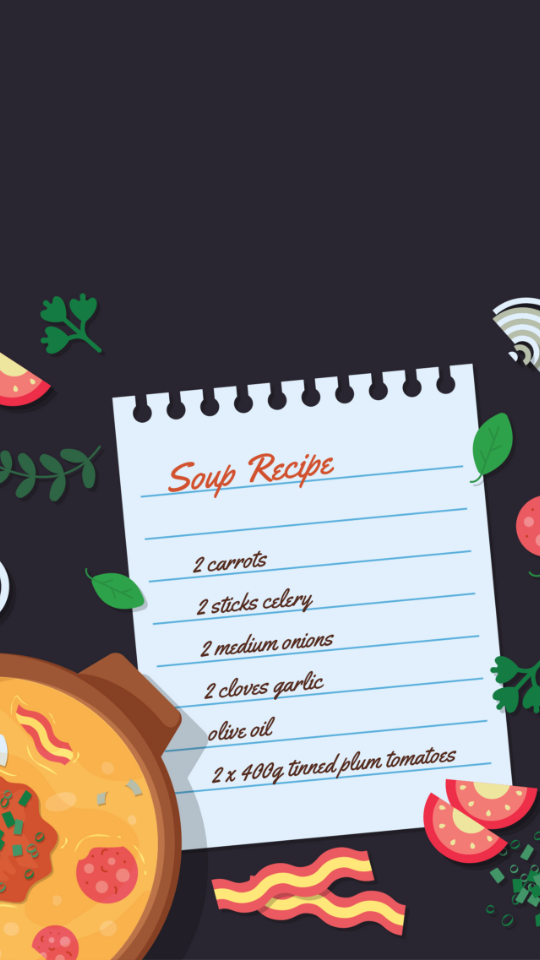 Soup Recipe
2 carrots
2 sticks celery
2 medium onions
2 cloves garlic
olive oil
2 x 400g tinned plum tomatoes